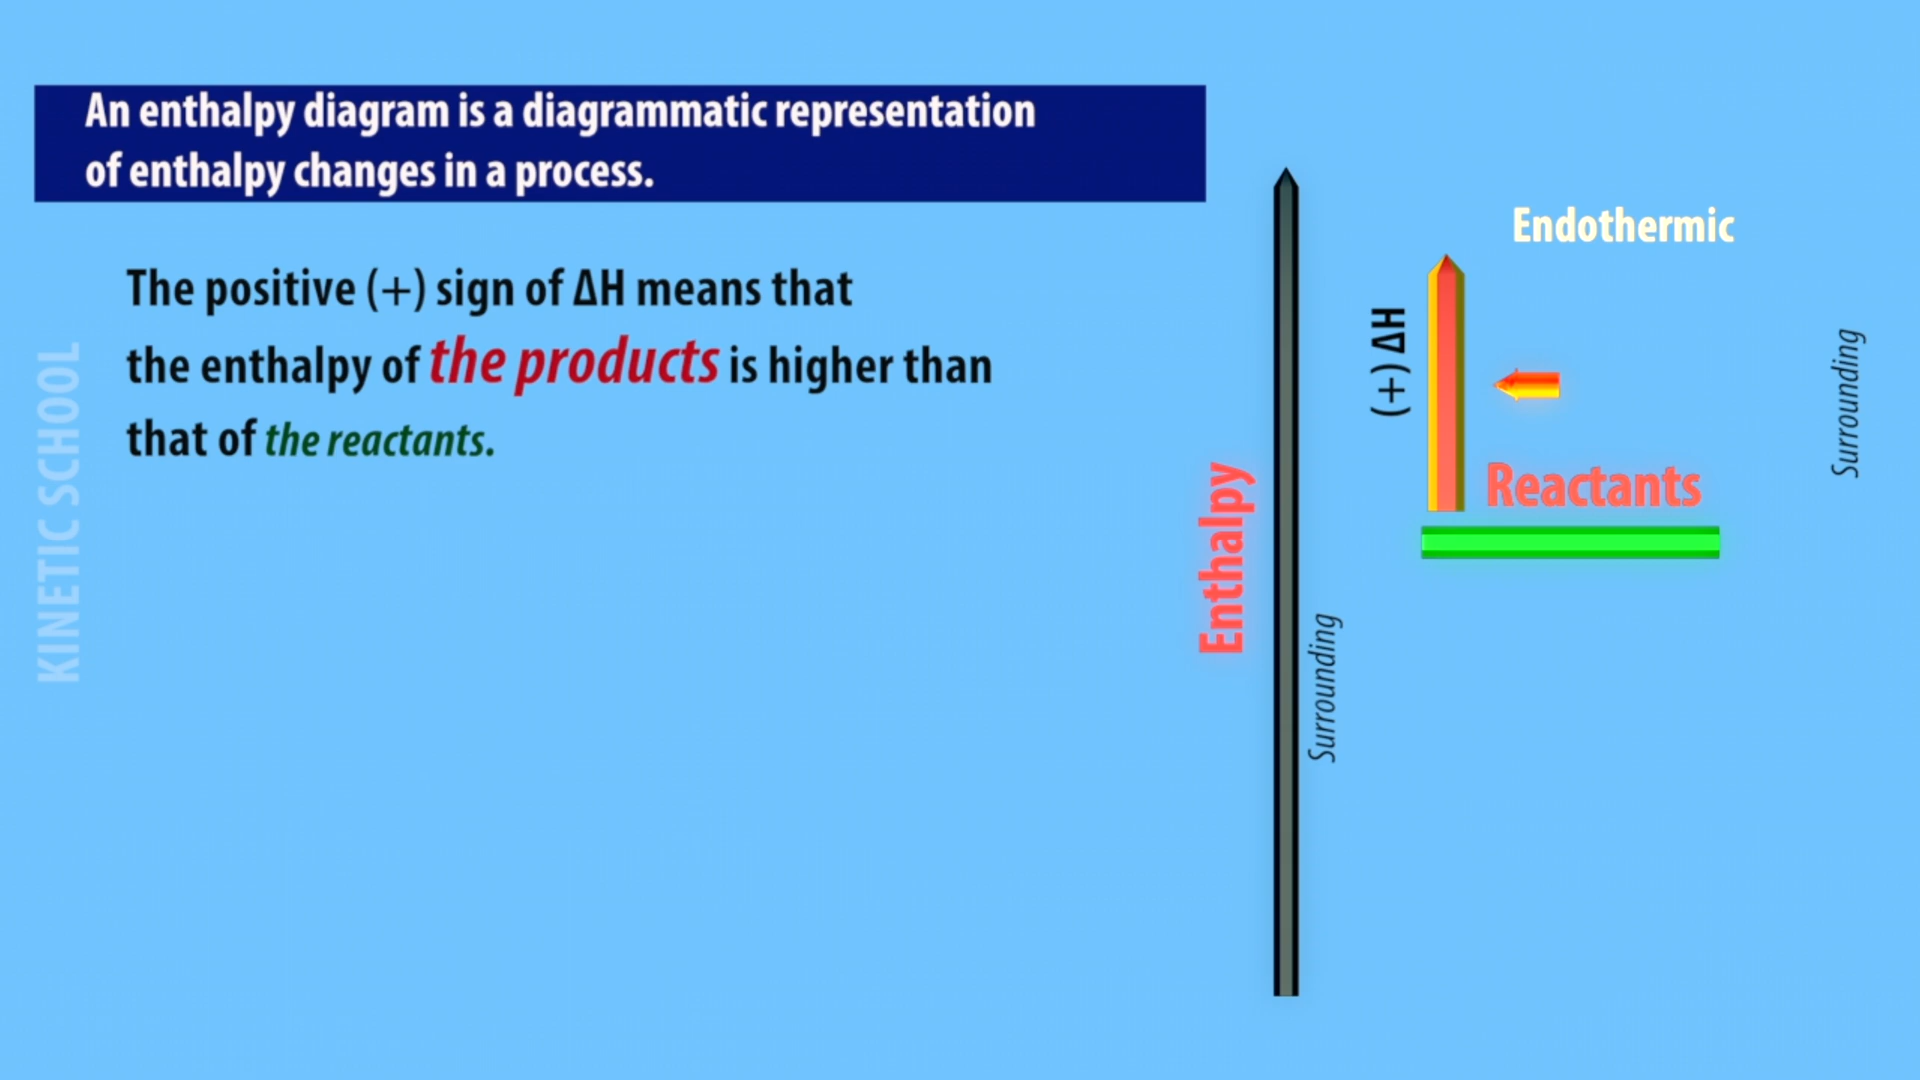 An enthalpy diagram is a diagrammatic representation
of enthalpy changes in a process.
The positive (+) sign of ΔH means that
the enthalpy of the products is higher than
that of the reactants.
KINETIC SCHOOL
Enthalpy
Surrounding
Endothermic
(+) ΔH
Reactants
Surrounding